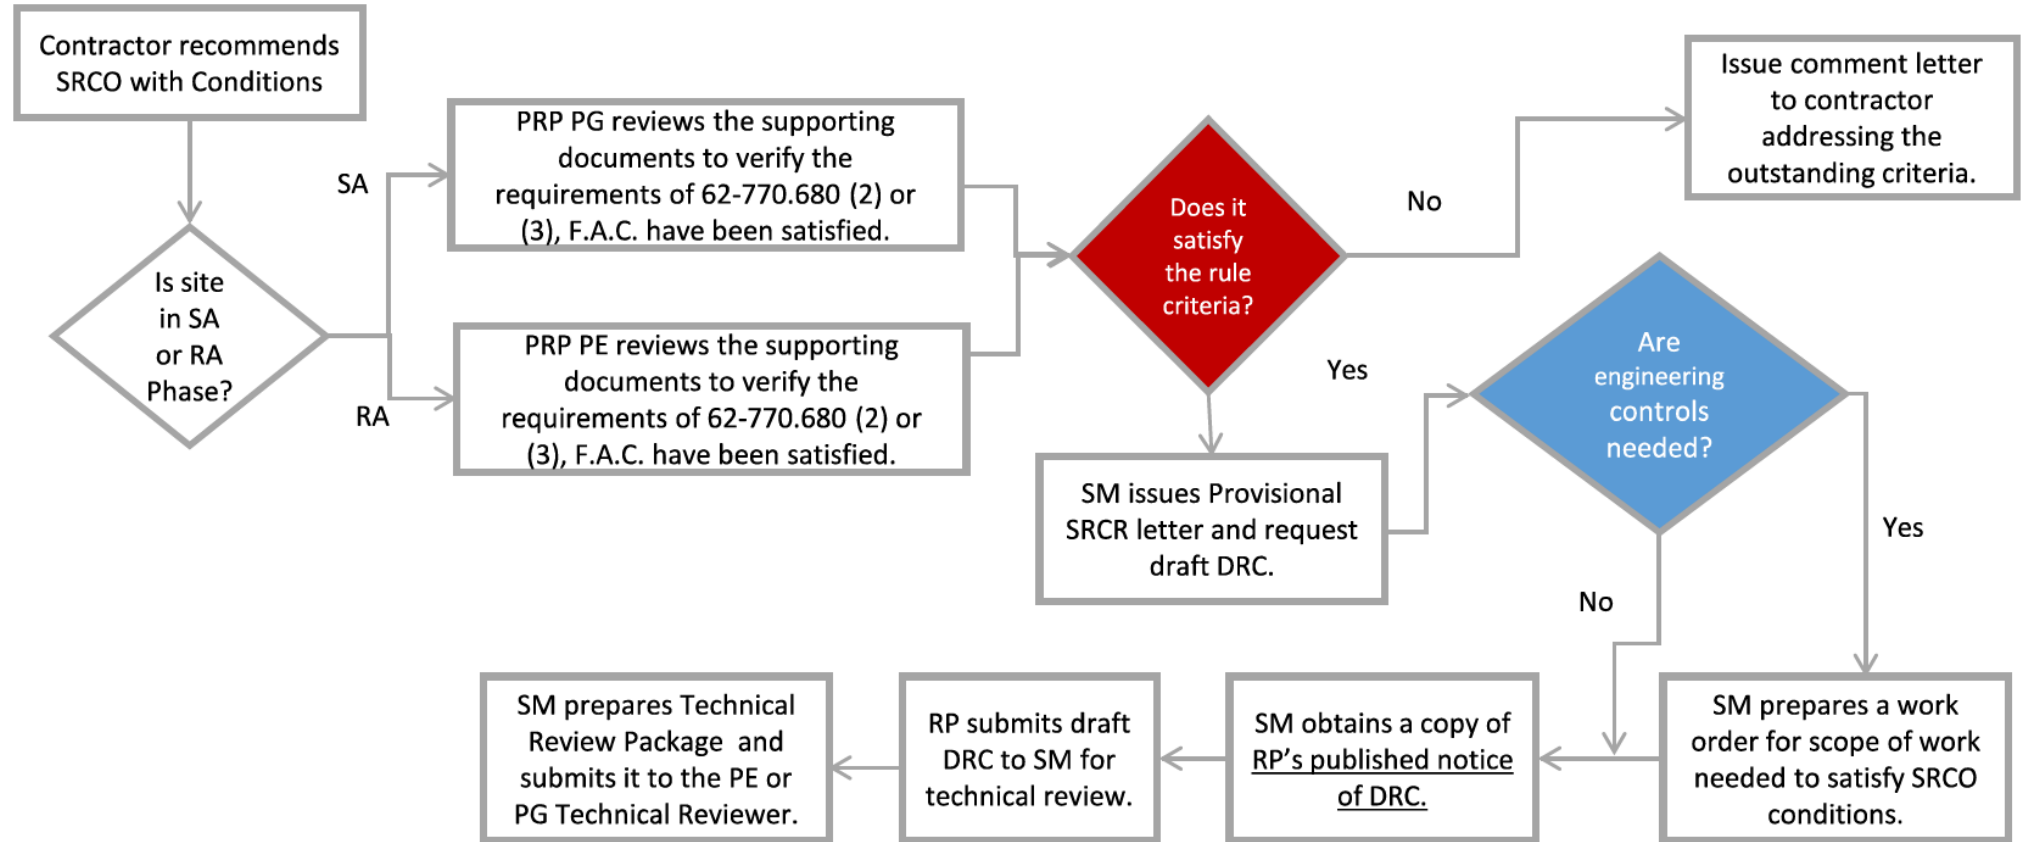 Contractor recommends
SRCO with Conditions
Is site
in SA
or RA
Phase?
SA
RA
PRP PG reviews the supporting
documents to verify the
requirements of 62-770.680 (2) or
(3), F.A.C. have been satisfied.
PRP PE reviews the supporting
documents to verify the
requirements of 62-770.680 (2) or
(3), F.A.C. have been satisfied.
Does it
satisfy
the rule
criteria?
No
Issue comment letter
to contractor
addressing the
outstanding criteria.
Yes
SM issues Provisional
SRCR letter and request
draft DRC.
Are
engineering
controls
needed?
Yes
No
SM prepares a work
order for scope of work
needed to satisfy SRCO
conditions.
SM obtains a copy of
RP’s published notice
of DRC.
RP submits draft
DRC to SM for
technical review.
SM prepares Technical
Review Package and
submits it to the PE or
PG Technical Reviewer.